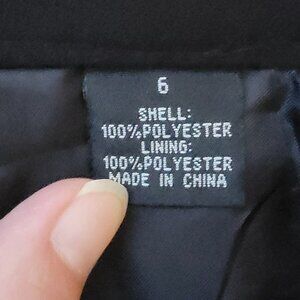 6
SHELL:
100%POLYESTER
LINING:
100%POLYESTER
MADE IN CHINA